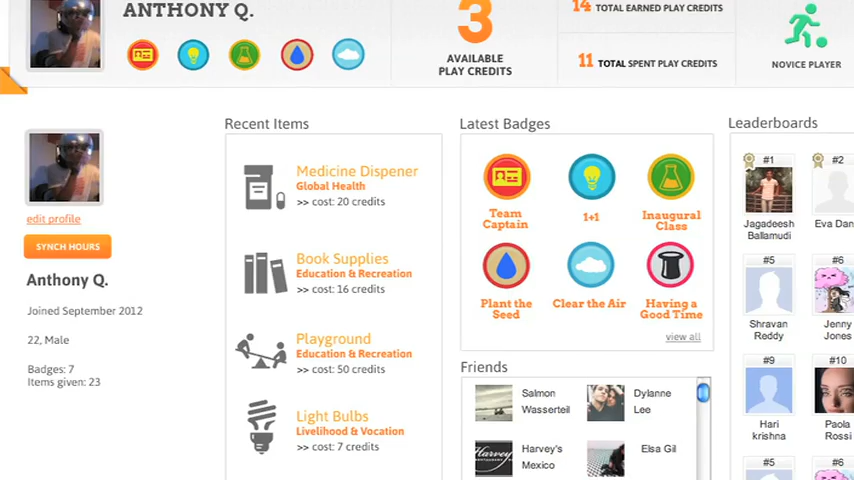 ANTHONY Q.
3
AVAILABLE
PLAY CREDITS
14 TOTAL EARNED PLAY CREDITS
11 TOTAL SPENT PLAY CREDITS
NOVICE PLAYER
edit profile
SYNCH HOURS
Anthony Q.
Joined September 2012
22, Male
Badges: 7
Items given: 23
Recent Items
Medicine Dispener
Global Health
>> cost: 20 credits
Book Supplies
Education & Recreation
>> cost: 16 credits
Playground
Education & Recreation
>> cost: 50 credits
Light Bulbs
Livelihood & Vocation
>> cost: 7 credits
Latest Badges
Team
Captain
1+1
Inaugural
Class
Plant the
Seed
Clear the Air
Having a
Good Time
view all
Friends
Salmon
Wasserteil
Dylanne
Lee
Harvey's
Harvey's
Mexico
Elsa Gil
Leaderboards
#1
Jagadeesh
Ballamudi
#2
Eva Dan
#5
Shravan
Reddy
#6
Jenny
Jones
#9
Hari
krishna
#10
Paola
Rossi
#5
#6